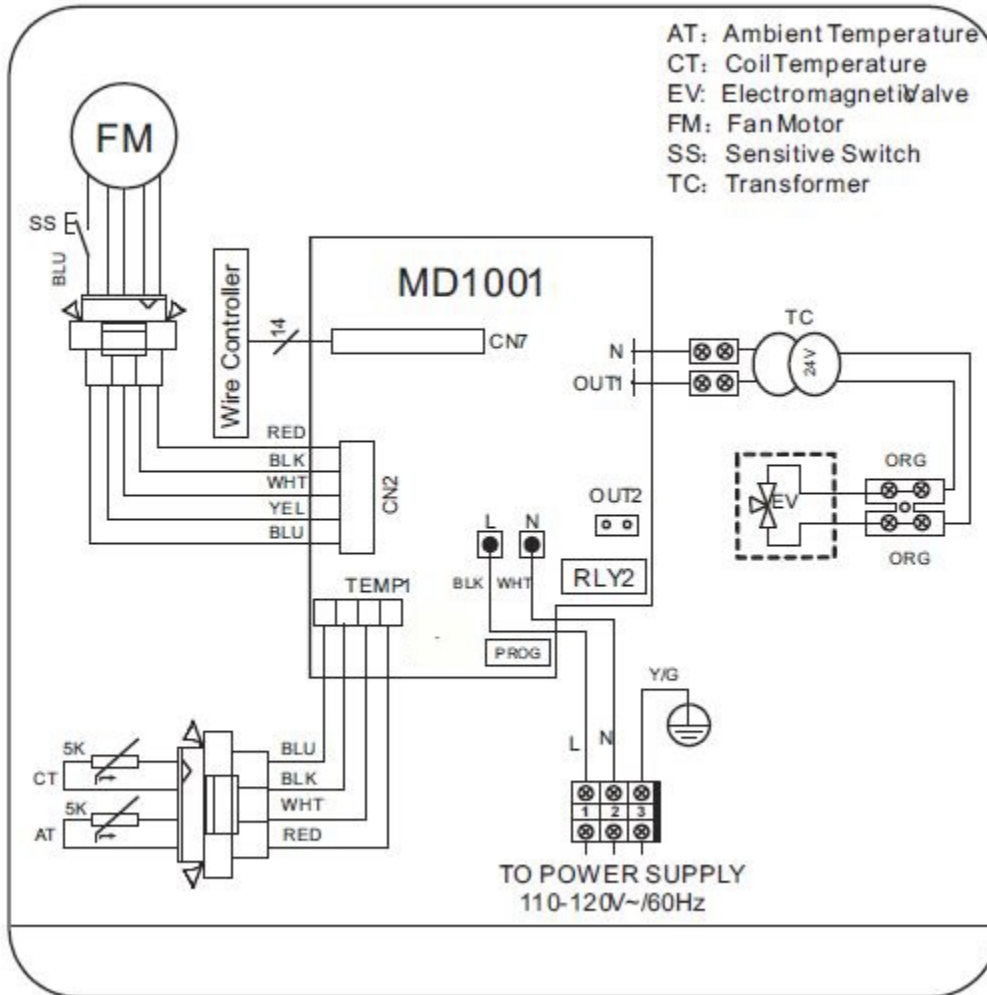 AT: Ambient Temperature
CT: Coil Temperature
EV: Electromagnetic Valve
FM: Fan Motor
SS: Sensitive Switch
TC: Transformer
FM
SS
BLU
Wire Controller
14
MD1001
CN7
N
OUT1
TC
24V
RED
BLK
WHT
YEL
BLU
CN2
OUT2
L N
BLK WHT
RLY2
PROG
TEMP1
EV
ORG
ORG
Y/G
L N
5K
CT
5K
AT
BLU
BLK
WHT
RED
1 2 3
TO POWER SUPPLY
110-120V~/60Hz